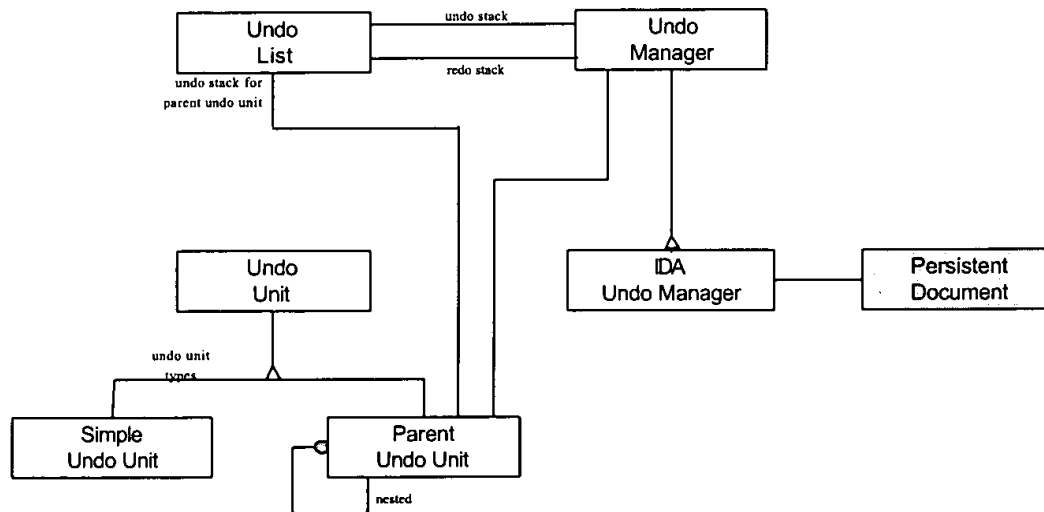 Undo
List
undo stack
Undo
Manager
redo stack
undo stack for
parent undo unit
Undo
Unit
IDA
Undo Manager
Persistent
Document
undo unit
types
Simple
Undo Unit
Parent
Undo Unit
nested